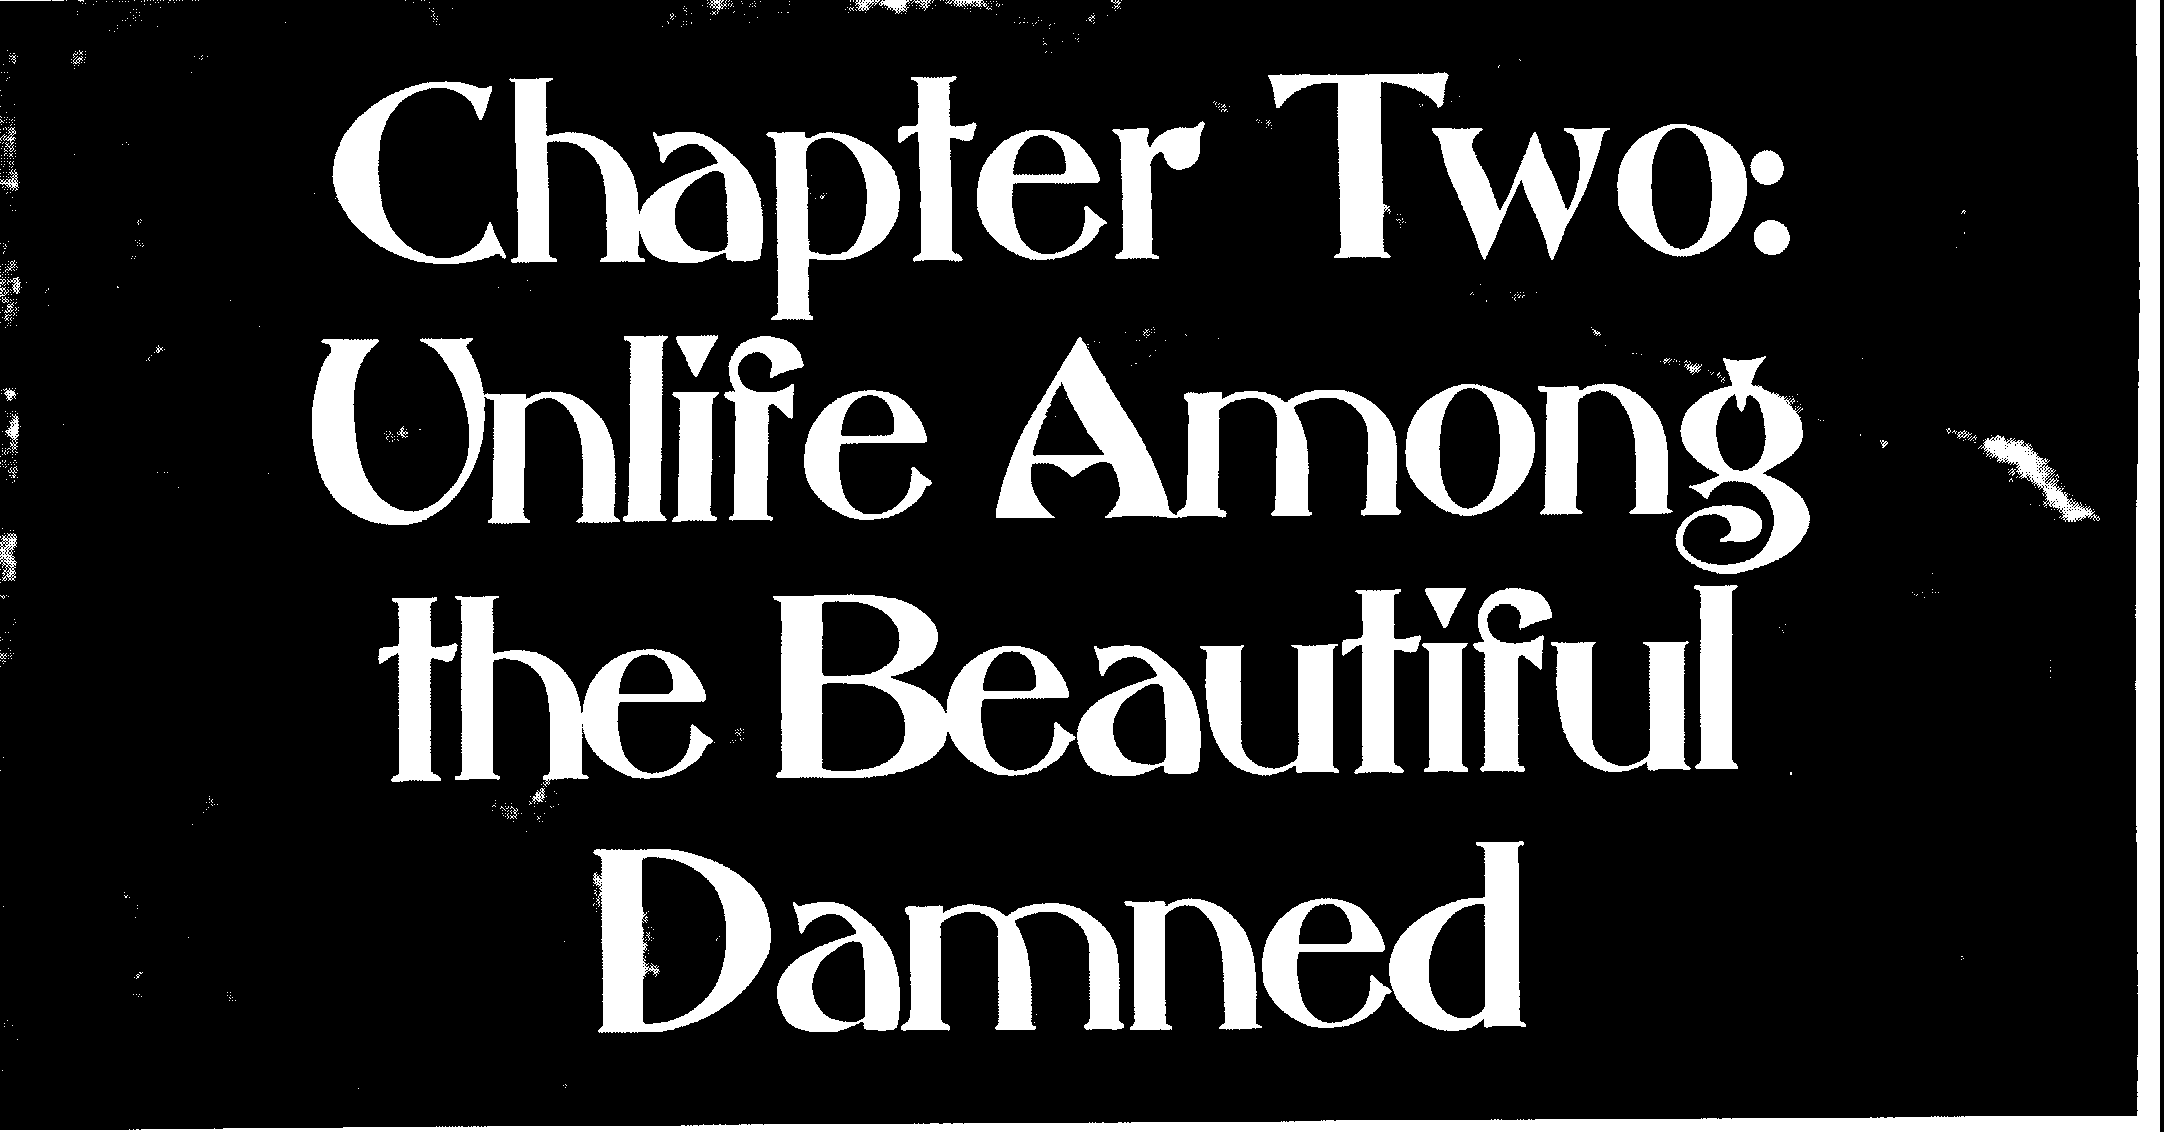 Chapter Two:
Unlife Among
the Beautiful
Damned